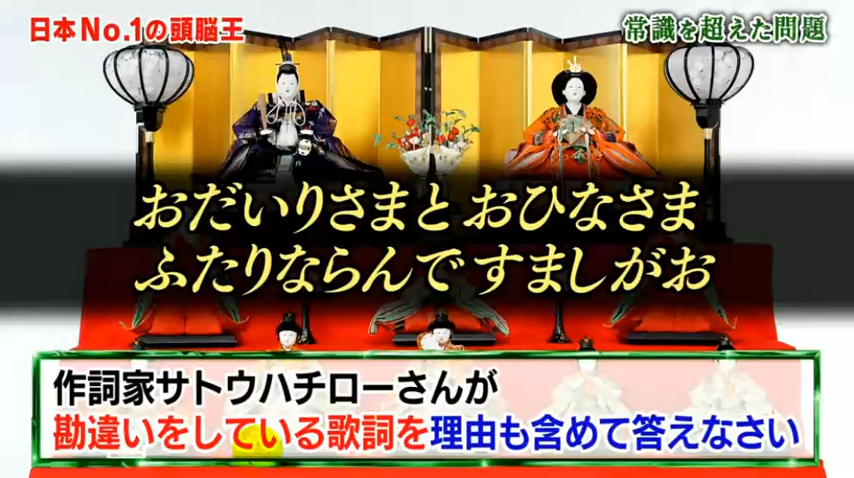 日本No.1の頭脳王
常識を超えた問題
おだいりさまと おひなさま
ふたりならんで すましがお
作詞家サトウハチローさんが
勘違いをしている歌詞を理由も含めて答えなさい